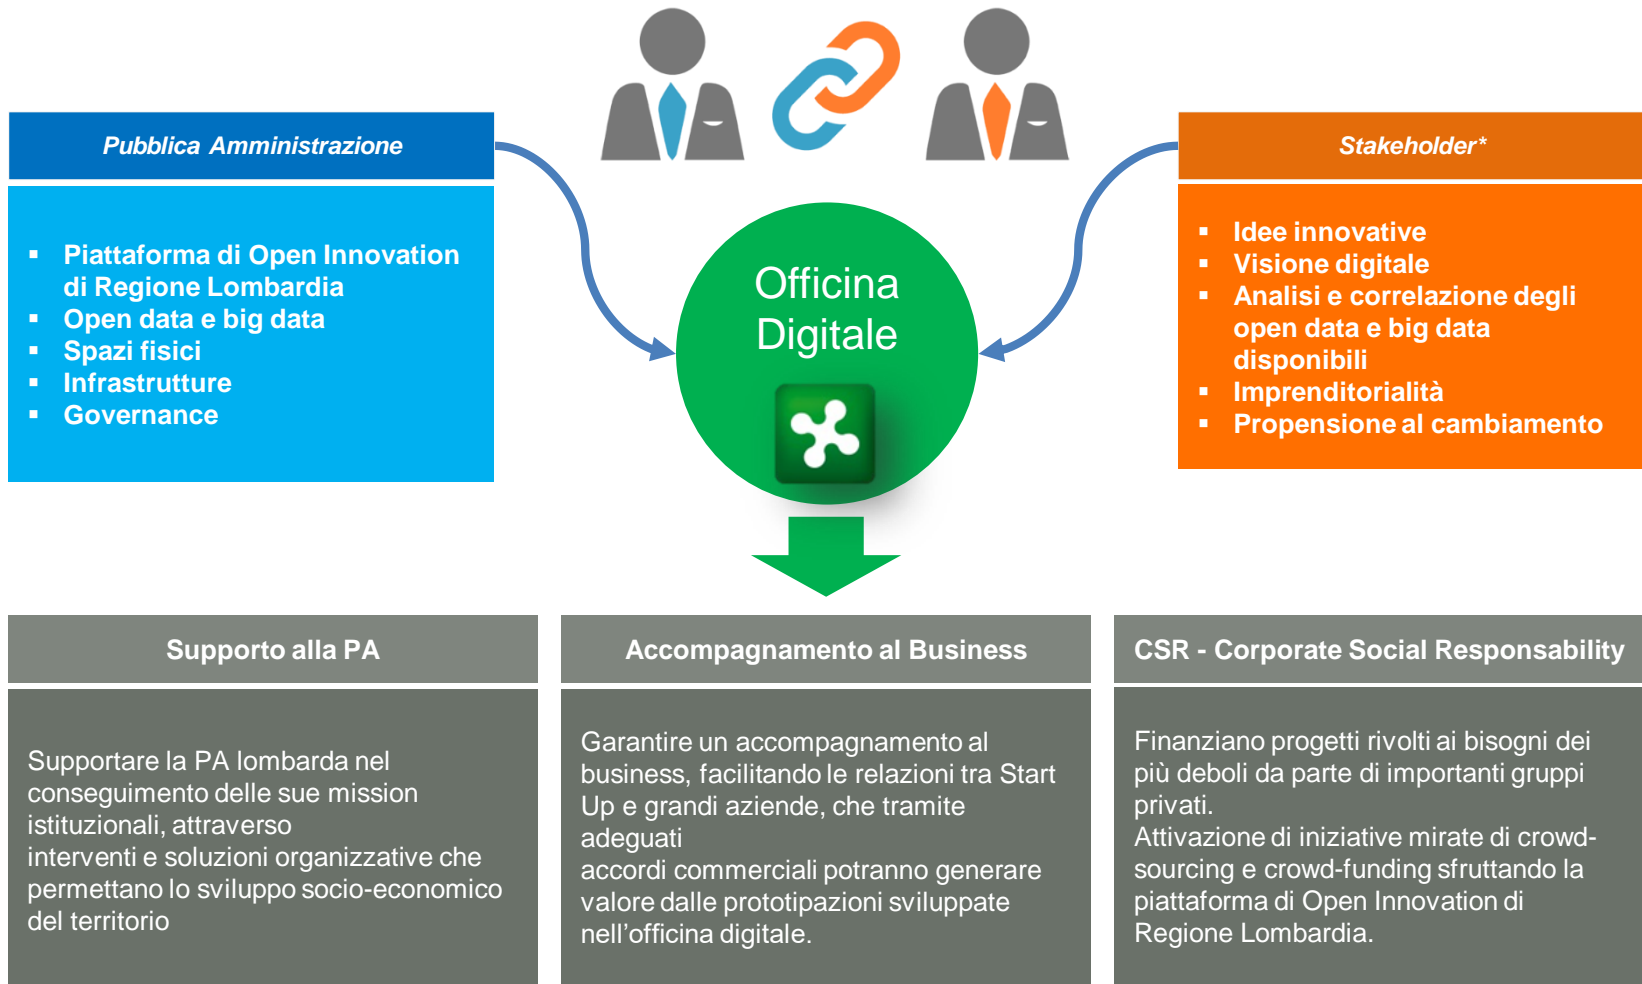 Pubblica Amministrazione
Piattaforma di Open Innovation
di Regione Lombardia
Open data e big data
Spazi fisici
Infrastrutture
Governance
Officina
Digitale
Stakeholder*
Idee innovative
Visione digitale
Analisi e correlazione degli
open data e big data
disponibili
Imprenditorialità
Propensione al cambiamento
Supporto alla PA
Supportare la PA lombarda nel
conseguimento delle sue mission
istituzionali, attraverso
interventi e soluzioni organizzative che
permettano lo sviluppo socio-economico
del territorio
Accompagnamento al Business
Garantire un accompagnamento al
business, facilitando le relazioni tra Start
Up e grandi aziende, che tramite
adeguati
accordi commerciali potranno generare
valore dalle prototipazioni sviluppate
nell’officina digitale.
CSR - Corporate Social Responsability
Finanziano progetti rivolti ai bisogni dei
più deboli da parte di importanti gruppi
privati.
Attivazione di iniziative mirate di crowd-
sourcing e crowd-funding sfruttando la
piattaforma di Open Innovation di
Regione Lombardia.